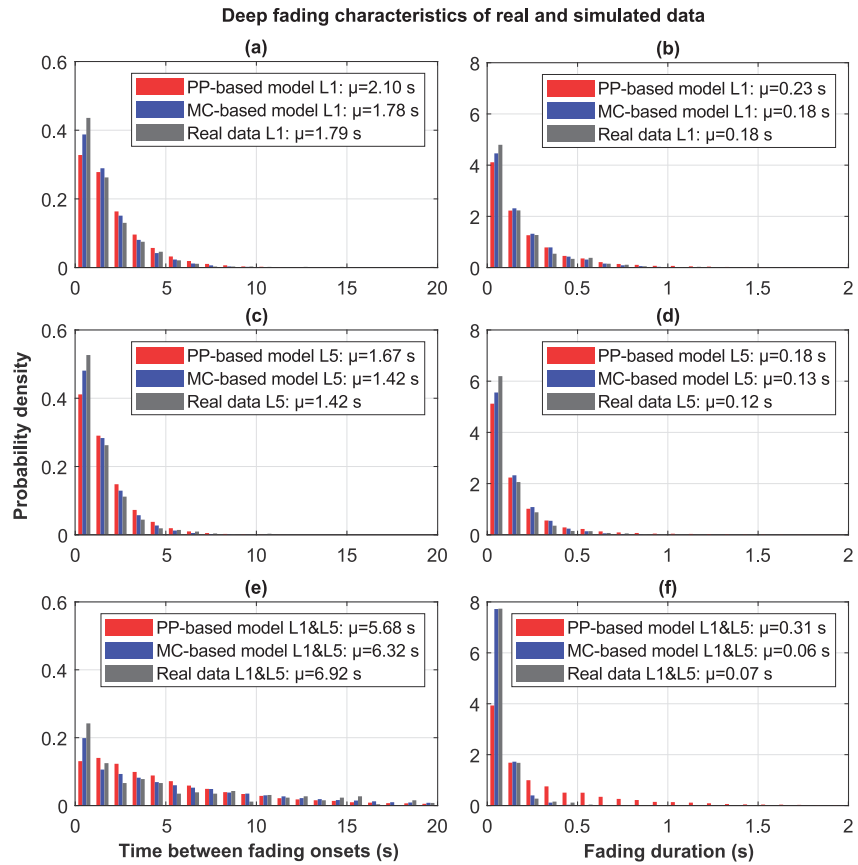 Deep fading characteristics of real and simulated data
(a)
0.6
0.4
0.2
0
PP-based model L1: μ=2.10 s
MC-based model L1: μ=1.78 s
Real data L1: μ=1.79 s
0 5 10 15 20
(b)
8
6
4
2
0
PP-based model L1: μ=0.23 s
MC-based model L1: μ=0.18 s
Real data L1: μ=0.18 s
0 0.5 1 1.5 2
Probability density
(c)
0.6
0.4
0.2
0
PP-based model L5: μ=1.67 s
MC-based model L5: μ=1.42 s
Real data L5: μ=1.42 s
0 5 10 15 20
(d)
8
6
4
2
0
PP-based model L5: μ=0.18 s
MC-based model L5: μ=0.13 s
Real data L5: μ=0.12 s
0 0.5 1 1.5 2
(e)
0.6
0.4
0.2
0
PP-based model L1&L5: μ=5.68 s
MC-based model L1&L5: μ=6.32 s
Real data L1&L5: μ=6.92 s
0 5 10 15 20
Time between fading onsets (s)
(f)
8
6
4
2
0
PP-based model L1&L5: μ=0.31 s
MC-based model L1&L5: μ=0.06 s
Real data L1&L5: μ=0.07 s
0 0.5 1 1.5 2
Fading duration (s)